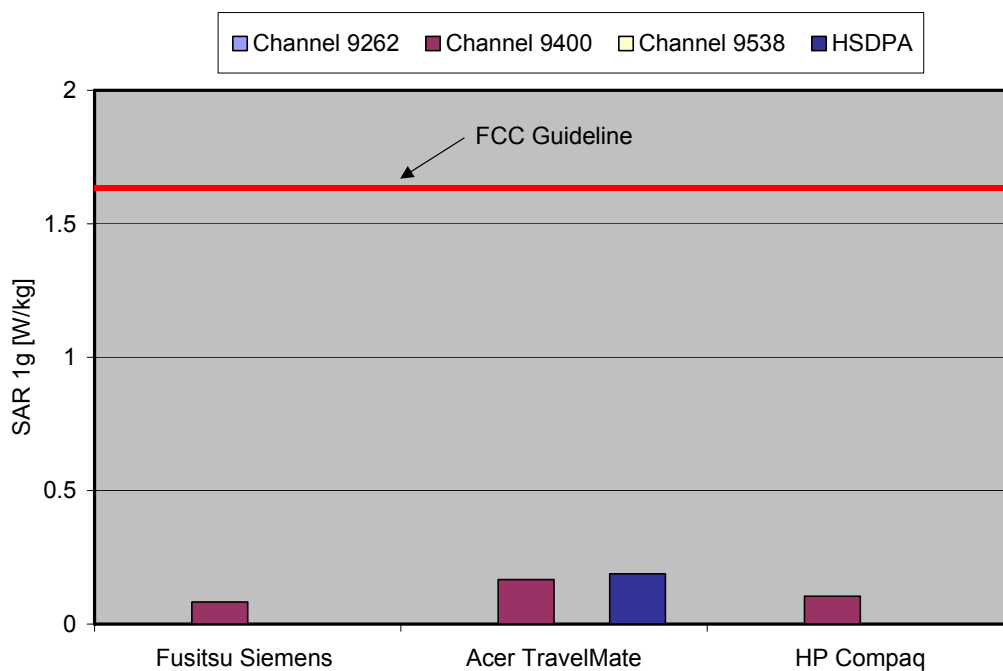 Channel 9262 Channel 9400 Channel 9538 HSDPA
2
FCC Guideline
1.5
SAR 1g [W/kg]
1
0.5
0
Fusitsu Siemens Acer TravelMate HP Compaq